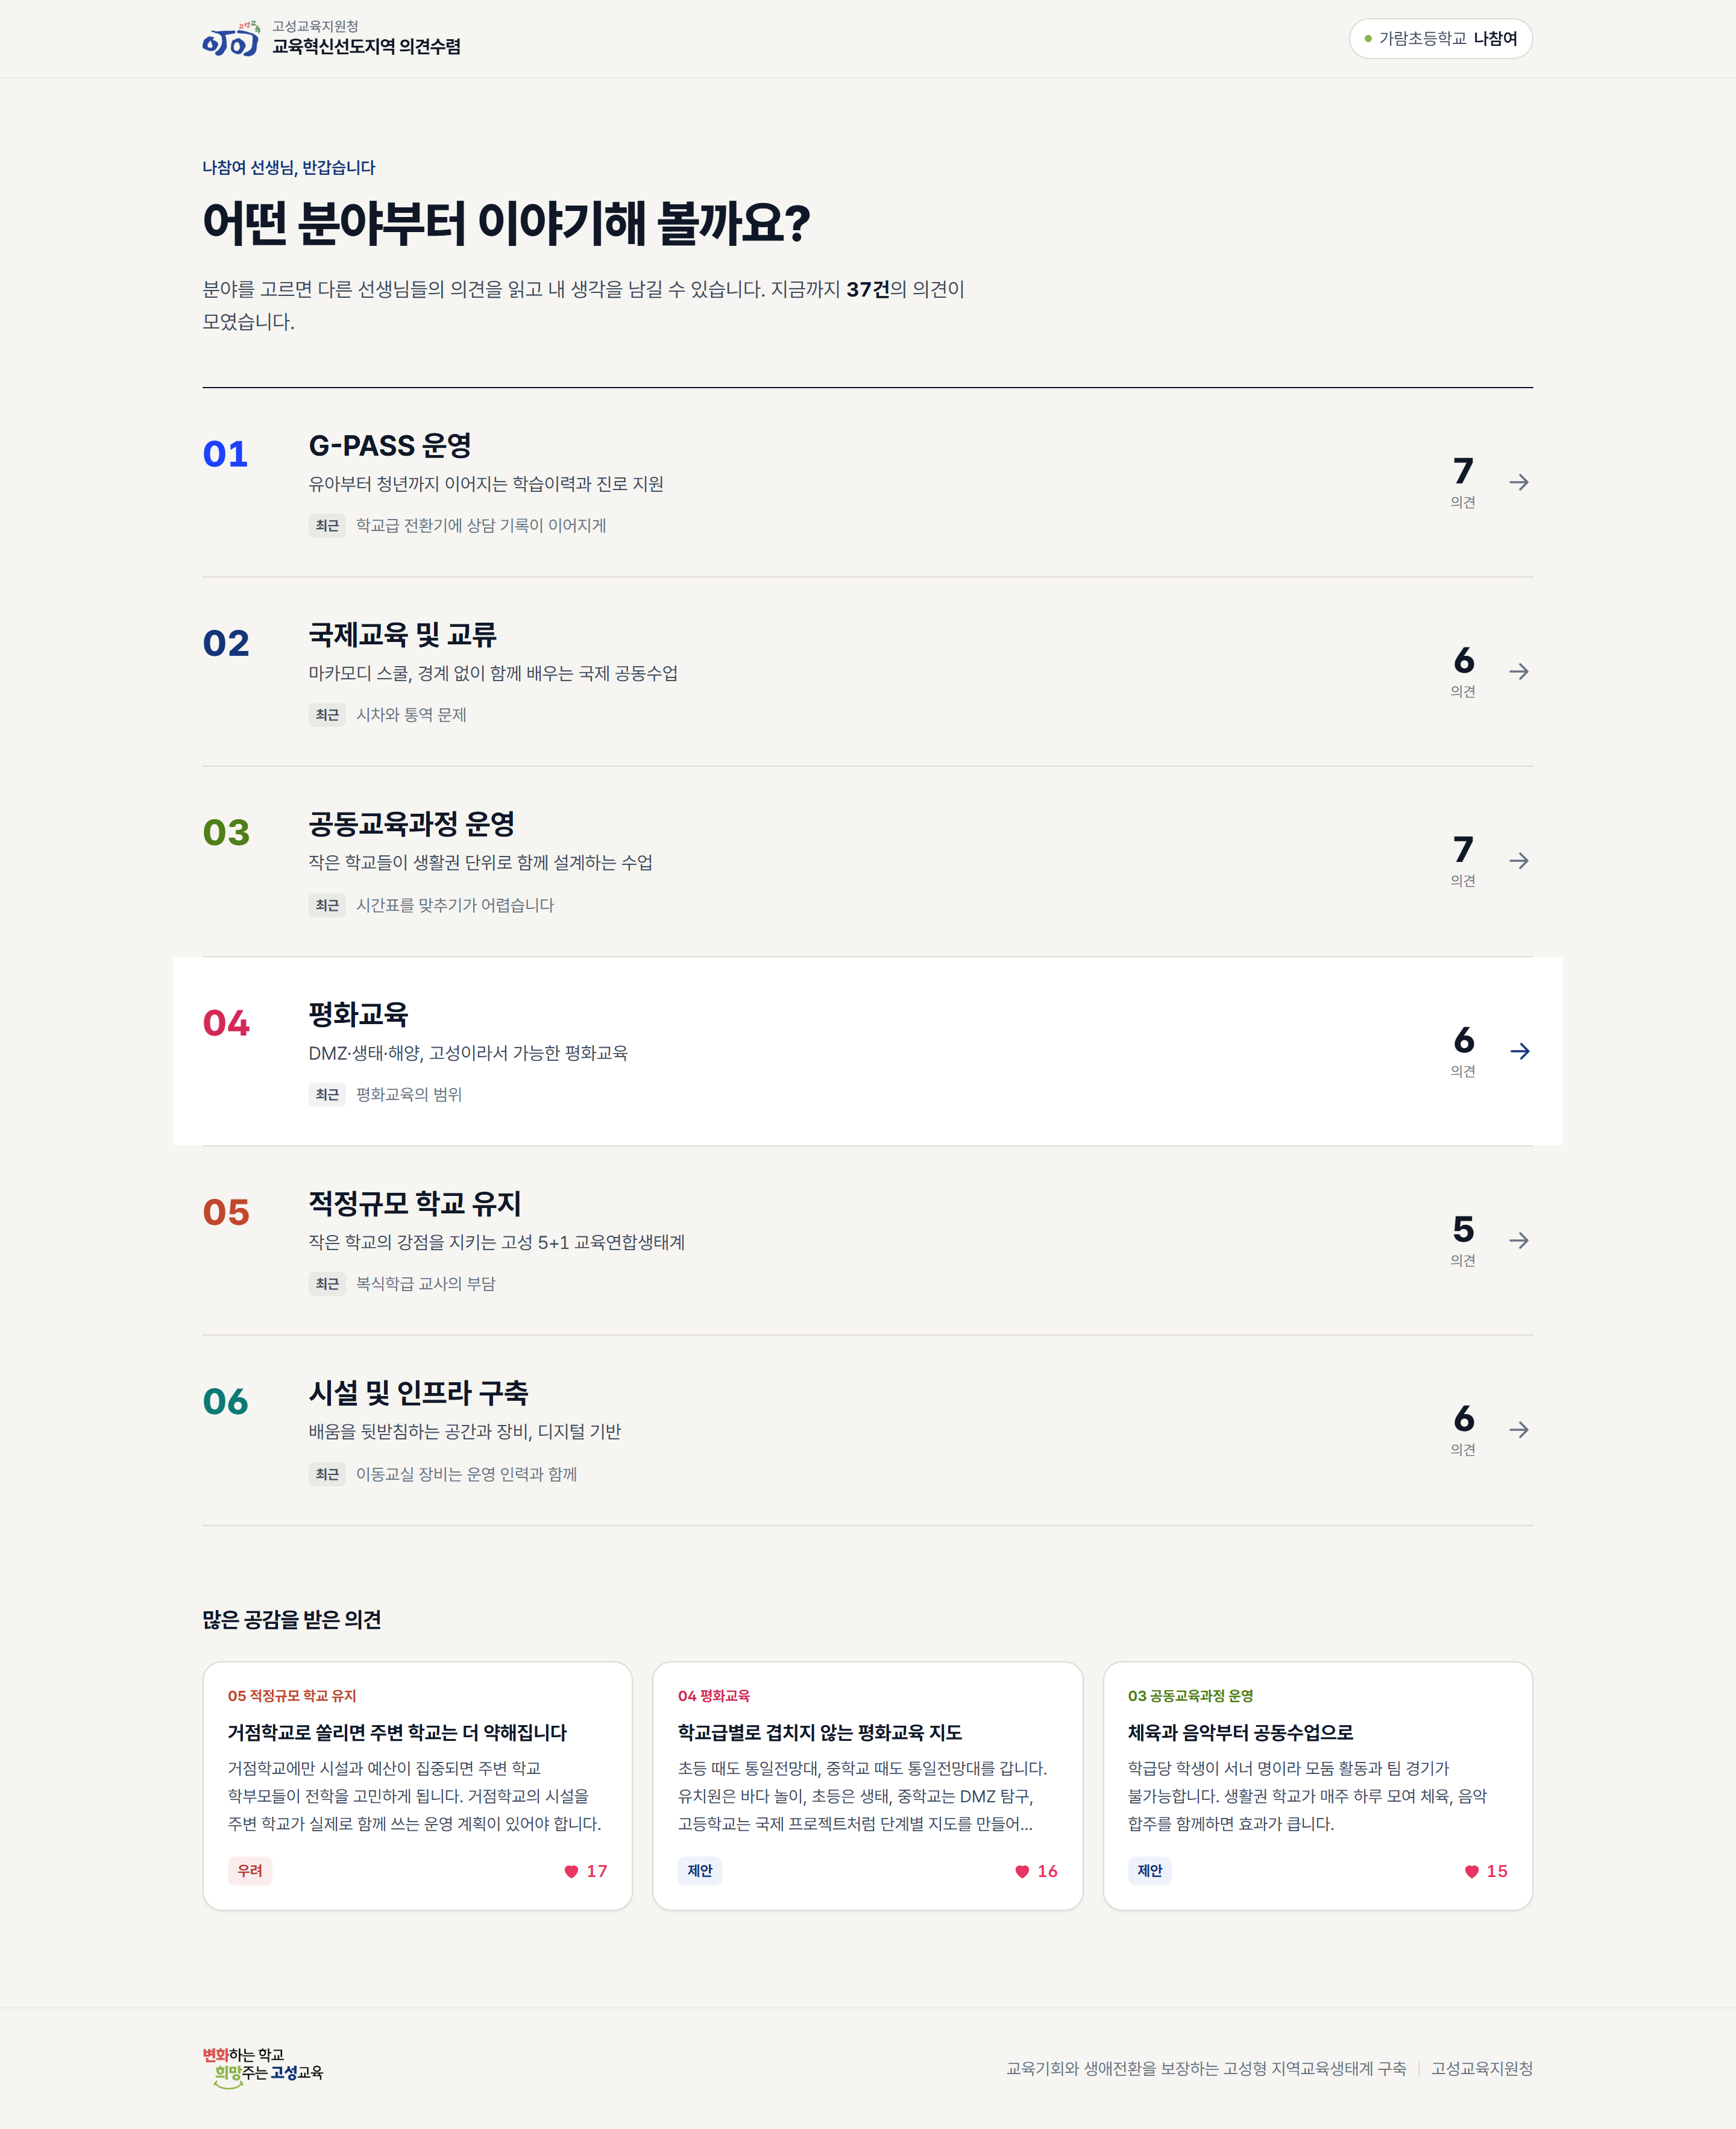 고성교육
고성교육지원청
교육혁신선도지역 의견수렴
가람초등학교 나참여
나참여 선생님, 반갑습니다
어떤 분야부터 이야기해 볼까요?
분야를 고르면 다른 선생님들의 의견을 읽고 내 생각을 남길 수 있습니다. 지금까지 37건의 의견이
모였습니다.
01
G-PASS 운영
유아부터 청년까지 이어지는 학습이력과 진로 지원
최근 학교급 전환기에 상담 기록이 이어지게
7
의견
02
국제교육 및 교류
마카모디 스쿨, 경계 없이 함께 배우는 국제 공동수업
최근 시차와 통역 문제
6
의견
03
공동교육과정 운영
작은 학교들이 생활권 단위로 함께 설계하는 수업
최근 시간표를 맞추기가 어렵습니다
7
의견
04
평화교육
DMZ·생태·해양, 고성이라서 가능한 평화교육
최근 평화교육의 범위
6
의견
05
적정규모 학교 유지
작은 학교의 강점을 지키는 고성 5+1 교육연합생태계
최근 복식학급 교사의 부담
5
의견
06
시설 및 인프라 구축
배움을 뒷받침하는 공간과 장비, 디지털 기반
최근 이동교실 장비는 운영 인력과 함께
6
의견
많은 공감을 받은 의견
05 적정규모 학교 유지
거점학교로 쏠리면 주변 학교는 더 약해집니다
거점학교에만 시설과 예산이 집중되면 주변 학교
학부모들이 전학을 고민하게 됩니다. 거점학교의 시설을
주변 학교가 실제로 함께 쓰는 운영 계획이 있어야 합니다.
우려 17
04 평화교육
학교급별로 겹치지 않는 평화교육 지도
초등 때도 통일전망대, 중학교 때도 통일전망대를 갑니다.
유치원은 바다 놀이, 초등은 생태, 중학교는 DMZ 탐구,
고등학교는 국제 프로젝트처럼 단계별 지도를 만들어...
제안 16
03 공동교육과정 운영
체육과 음악부터 공동수업으로
학급당 학생이 서너 명이라 모둠 활동과 팀 경기가
불가능합니다. 생활권 학교가 매주 하루 모여 체육, 음악
합주를 함께하면 효과가 큽니다.
제안 15
변화하는 학교
희망주는 고성교육
교육기회와 생애전환을 보장하는 고성형 지역교육생태계 구축 | 고성교육지원청